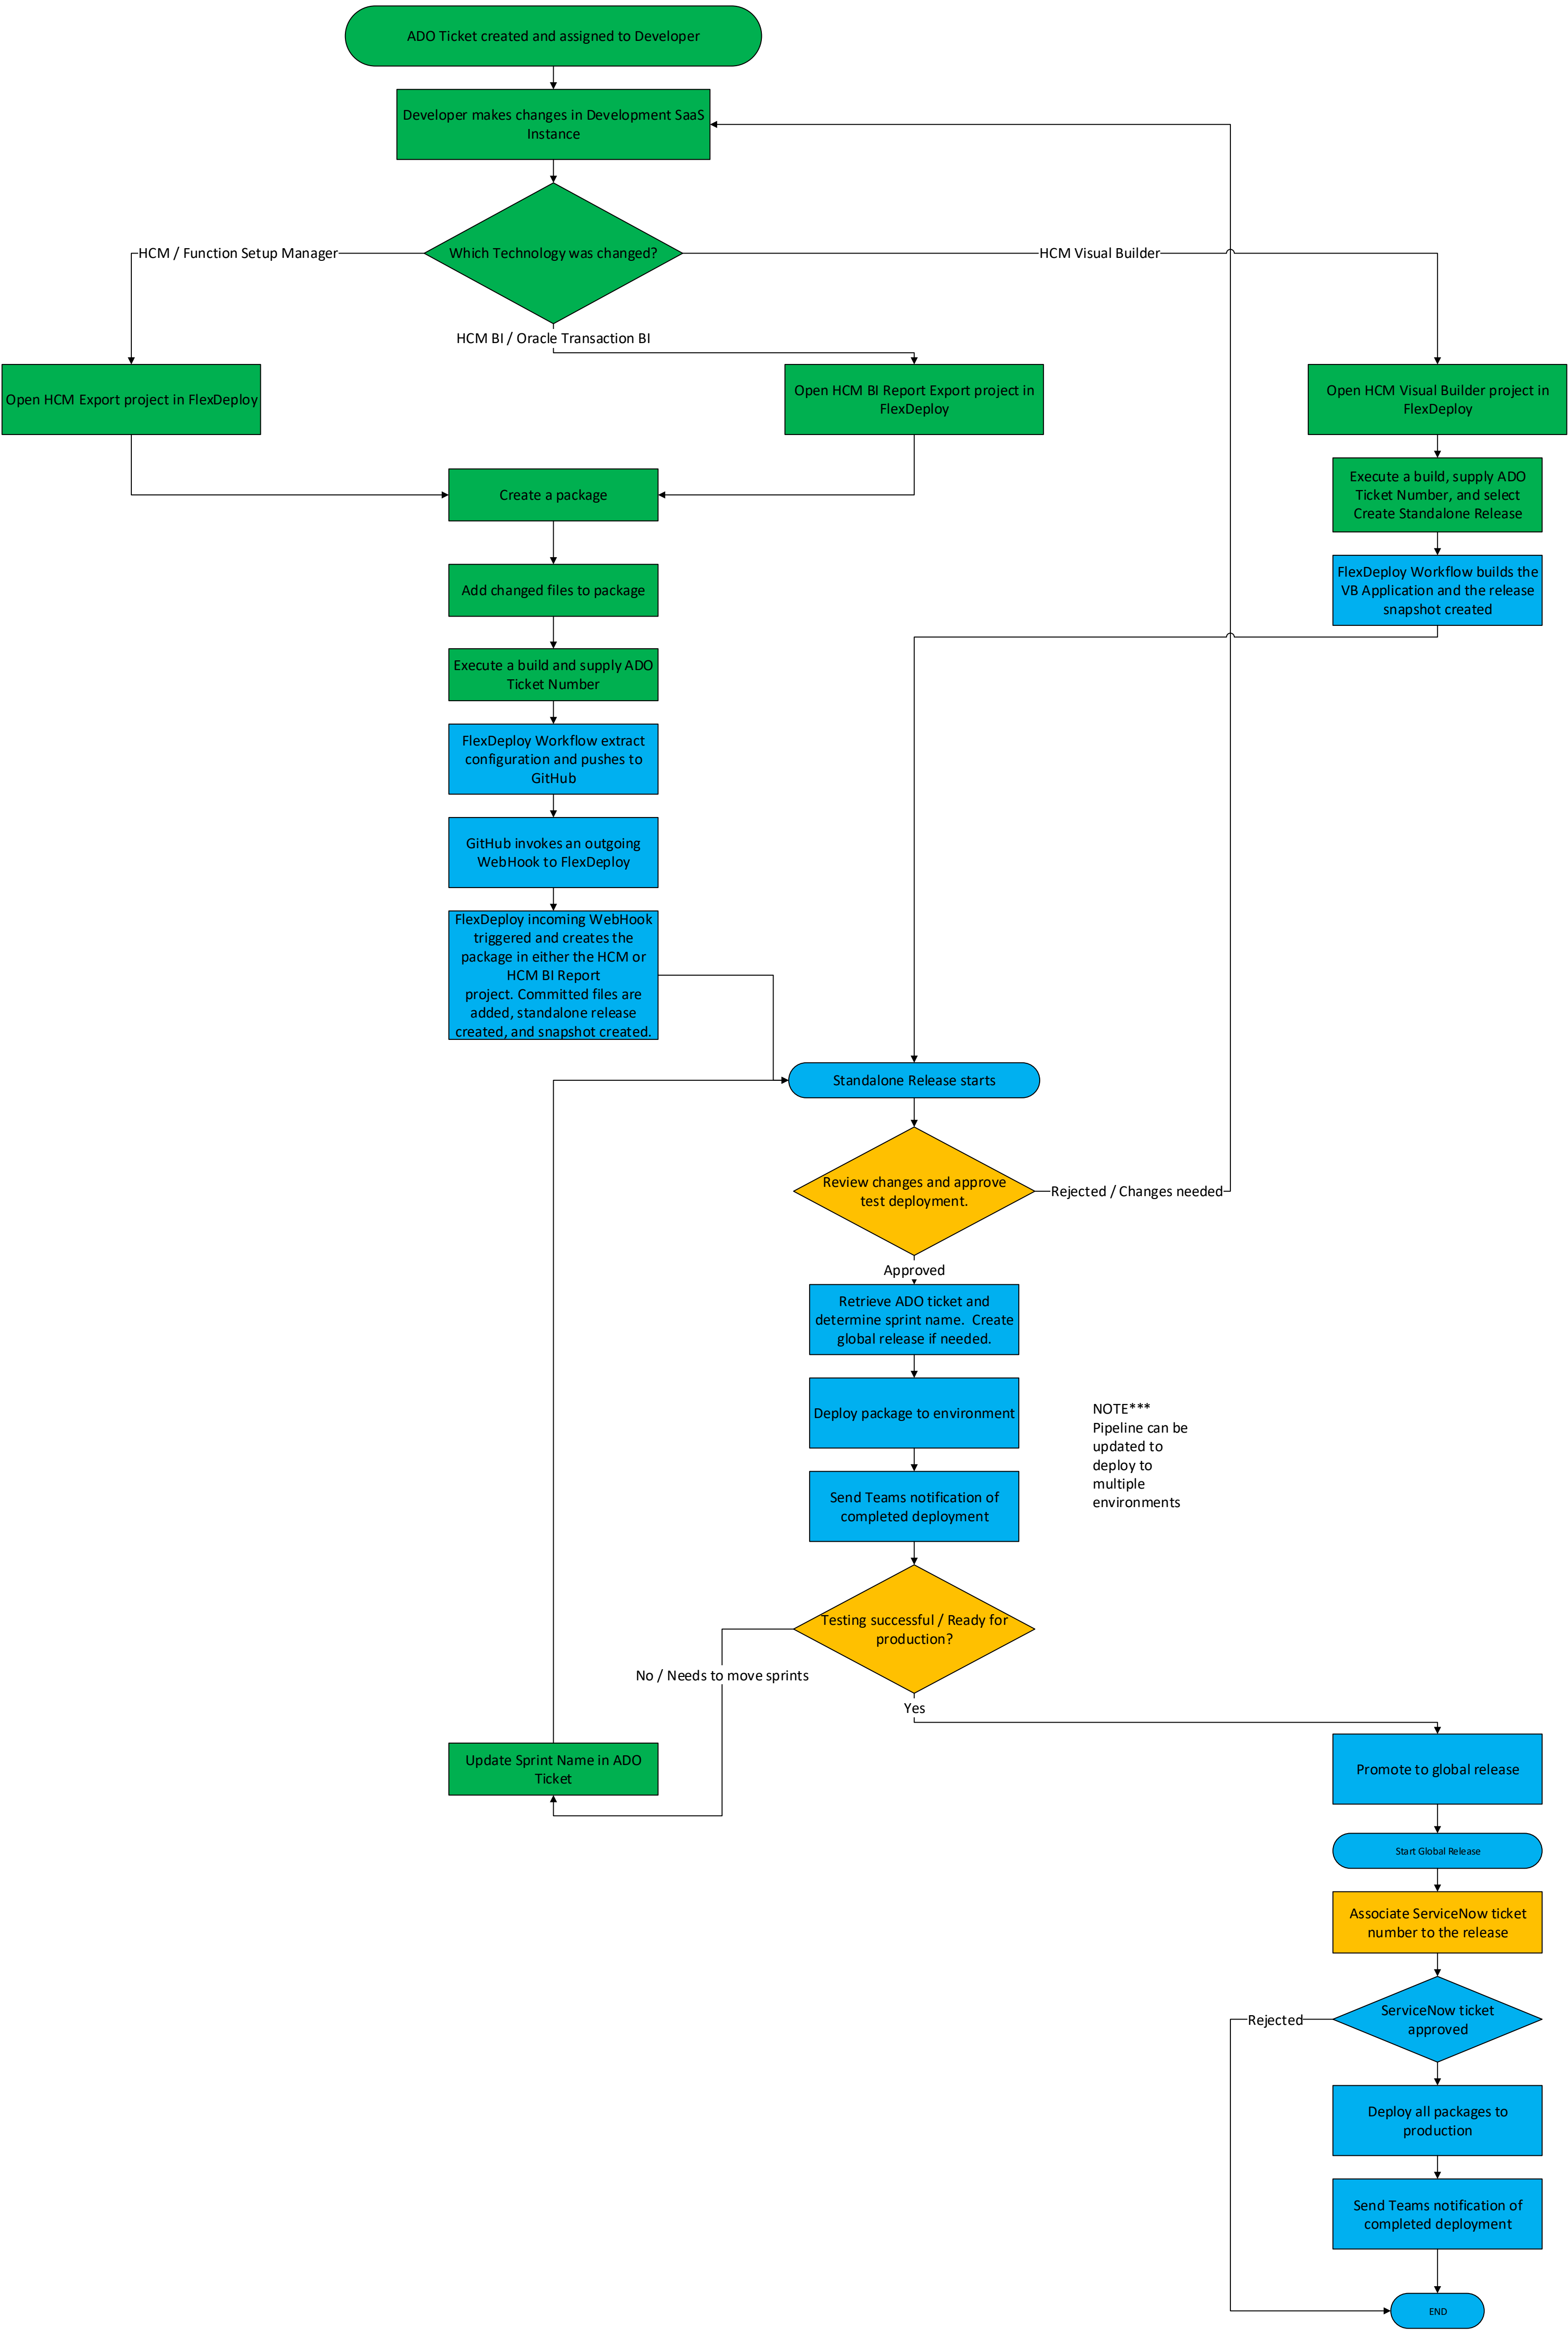 ADO Ticket created and assigned to Developer
Developer makes changes in Development SaaS
Instance
Which Technology was changed?
HCM / Function Setup Manager
HCM Visual Builder
HCM BI / Oracle Transaction BI
Open HCM Export project in FlexDeploy
Open HCM BI Report Export project in
FlexDeploy
Open HCM Visual Builder project in
FlexDeploy
Create a package
Execute a build, supply ADO
Ticket Number, and select
Create Standalone Release
Add changed files to package
FlexDeploy Workflow builds the
VB Application and the release
snapshot created
Execute a build and supply ADO
Ticket Number
FlexDeploy Workflow extract
configuration and pushes to
GitHub
GitHub invokes an outgoing
WebHook to FlexDeploy
FlexDeploy incoming WebHook
triggered and creates the
package in either the HCM or
HCM BI Report
project. Committed files are
added, standalone release
created, and snapshot created.
Standalone Release starts
Review changes and approve
test deployment.
Rejected / Changes needed
Approved
Retrieve ADO ticket and
determine sprint name.  Create
global release if needed.
Deploy package to environment
NOTE***
Pipeline can be
updated to
deploy to
multiple
environments
Send Teams notification of
completed deployment
Testing successful / Ready for
production?
No / Needs to move sprints
Yes
Update Sprint Name in ADO
Ticket
Promote to global release
Start Global Release
Associate ServiceNow ticket
number to the release
ServiceNow ticket
approved
Rejected
Deploy all packages to
production
Send Teams notification of
completed deployment
END